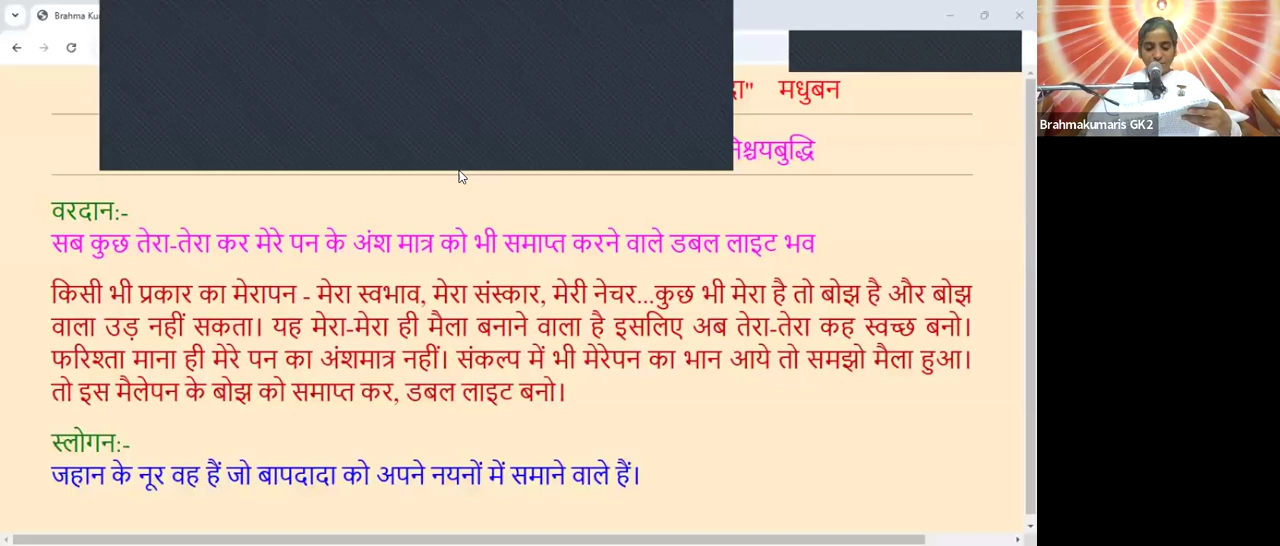 Brahma Ku
दा" मधुबन
निश्चयबुद्धि
वरदान:-
सब कुछ तेरा-तेरा कर मेरे पन के अंश मात्र को भी समाप्त करने वाले डबल लाइट भव
किसी भी प्रकार का मेरापन - मेरा स्वभाव, मेरा संस्कार, मेरी नेचर...कुछ भी मेरा है तो बोझ है और बोझ
वाला उड़ नहीं सकता। यह मेरा-मेरा ही मैला बनाने वाला है इसलिए अब तेरा-तेरा कह स्वच्छ बनो।
फरिश्ता माना ही मेरे पन का अंशमात्र नहीं। संकल्प में भी मेरेपन का भान आये तो समझो मैला हुआ।
तो इस मैलेपन के बोझ को समाप्त कर, डबल लाइट बनो।
स्लोगन:-
जहान के नूर वह हैं जो बापदादा को अपने नयनों में समाने वाले हैं।
Brahmakumaris GK2